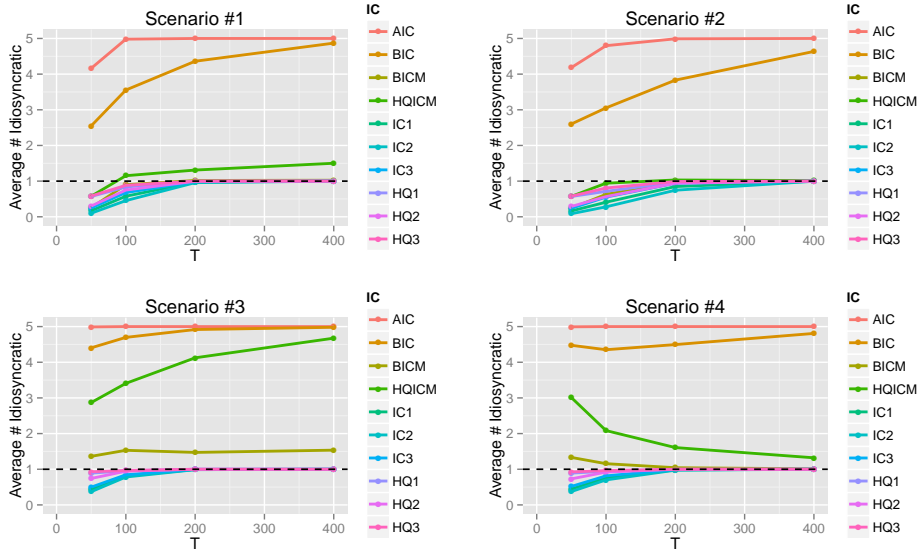 Scenario #1
Average # Idiosyncratic
5
4
3
2
1
0
0 100 200 300 400
T
IC
AIC
BIC
BICM
HQICM
IC1
IC2
IC3
HQ1
HQ2
HQ3
Scenario #2
Average # Idiosyncratic
5
4
3
2
1
0
0 100 200 300 400
T
IC
AIC
BIC
BICM
HQICM
IC1
IC2
IC3
HQ1
HQ2
HQ3
Scenario #3
Average # Idiosyncratic
5
4
3
2
1
0
0 100 200 300 400
T
IC
AIC
BIC
BICM
HQICM
IC1
IC2
IC3
HQ1
HQ2
HQ3
Scenario #4
Average # Idiosyncratic
5
4
3
2
1
0
0 100 200 300 400
T
IC
AIC
BIC
BICM
HQICM
IC1
IC2
IC3
HQ1
HQ2
HQ3